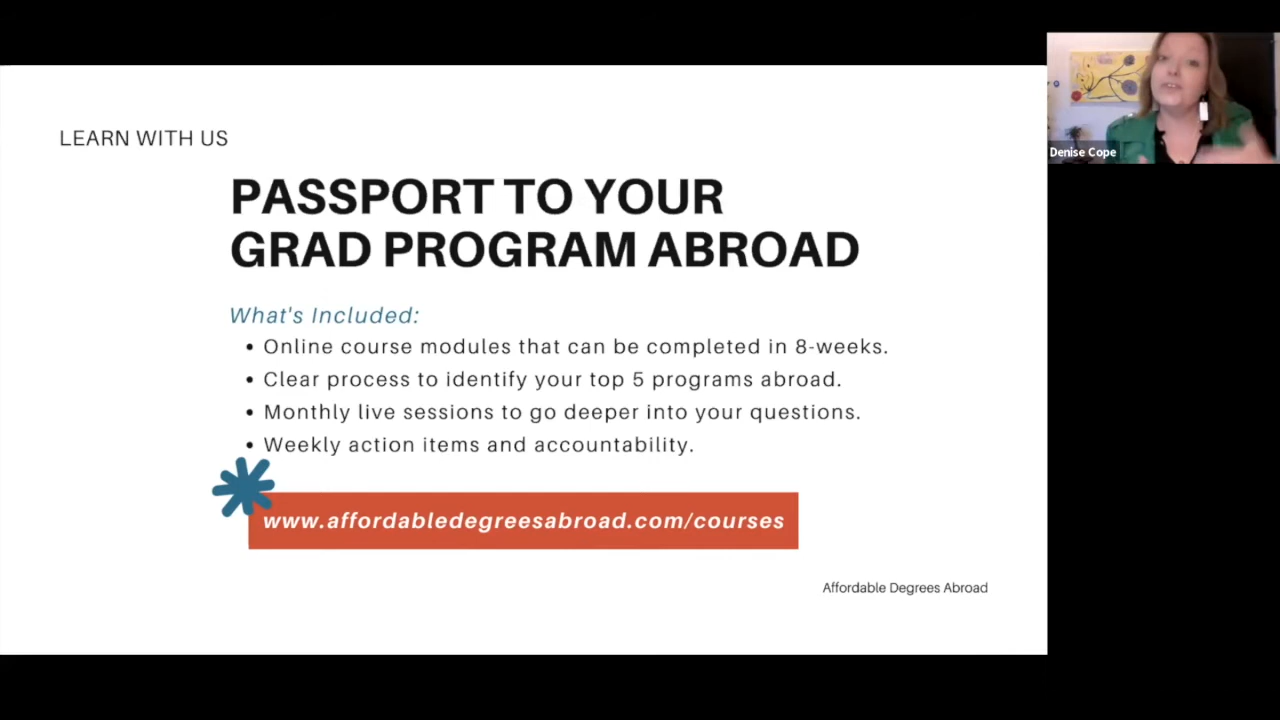 LEARN WITH US
PASSPORT TO YOUR
GRAD PROGRAM ABROAD
What's Included:
• Online course modules that can be completed in 8-weeks.
• Clear process to identify your top 5 programs abroad.
• Monthly live sessions to go deeper into your questions.
• Weekly action items and accountability.
www.affordabledegreesabroad.com/courses
Affordable Degrees Abroad
Denise Cope